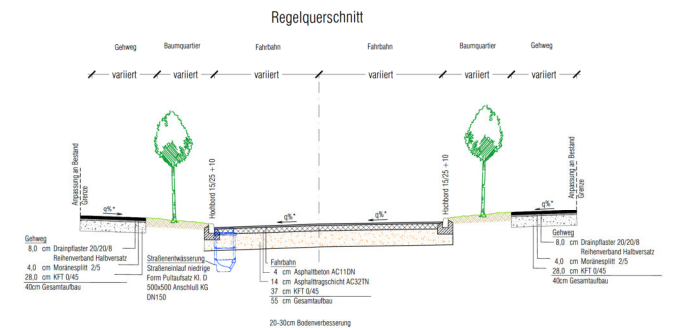 Regelquerschnitt
Gehweg
Baumquartier
Fahrbahn
Fahrbahn
Baumquartier
Gehweg
variiert
variiert
variiert
variiert
variiert
variiert
Anpassung an Bestand
Grenze
q%*
Hochbord 15/25 +10
q%*
q%*
Hochbord 15/25 +10
q%*
Anpassung an Bestand
Grenze
Gehweg
8,0 cm Drainpflaster 20/20/8
Reihenverband Halbversatz
4,0 cm Moränesplitt 2/5
28,0 cm KFT 0/45
40cm Gesamtaufbau
Straßenentwässerung
Straßeneinlauf niedrige
Form Pultaufsatz Kl. D
500x500 Anschluß KG
DN150
Fahrbahn
4 cm Asphaltbeton AC11DN
14 cm Asphalttragschicht AC32TN
37 cm KFT 0/45
55 cm Gesamtaufbau
Gehweg
8,0 cm Drainpflaster 20/20/8
Reihenverband Halbversatz
4,0 cm Moränesplitt 2/5
28,0 cm KFT 0/45
40cm Gesamtaufbau
20-30cm Bodenverbesserung